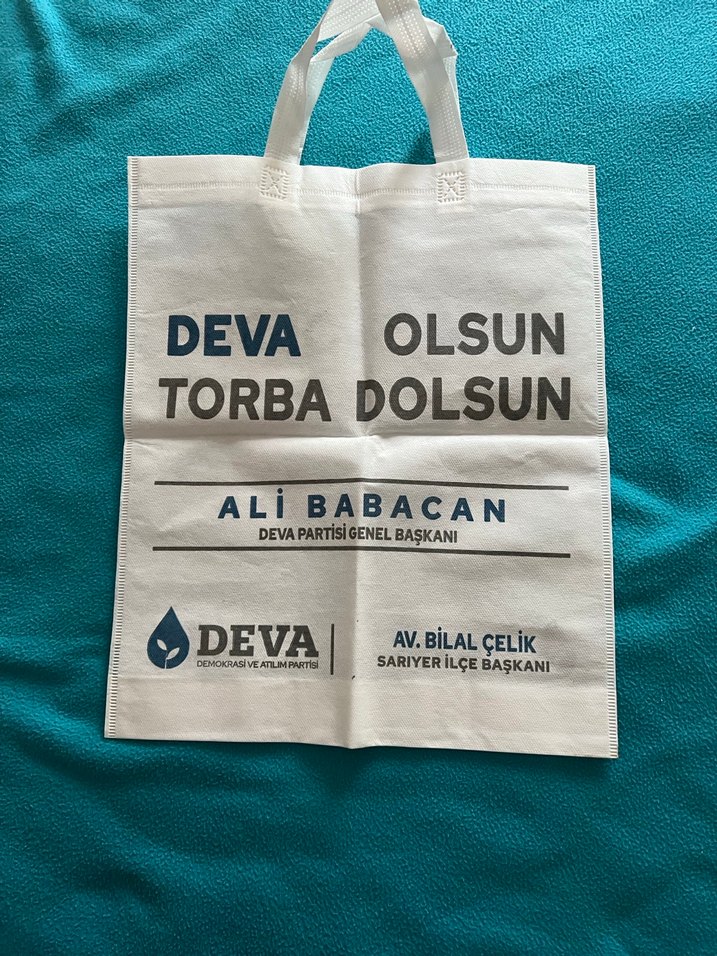 DEVA OLSUN
TORBA DOLSUN
ALİ BABACAN
DEVA PARTİSİ GENEL BAŞKANI
DEVA
DEMOKRASİ VE ATILIM PARTİSİ
AV. BİLAL ÇELİK
SARIYER İLÇE BAŞKANI